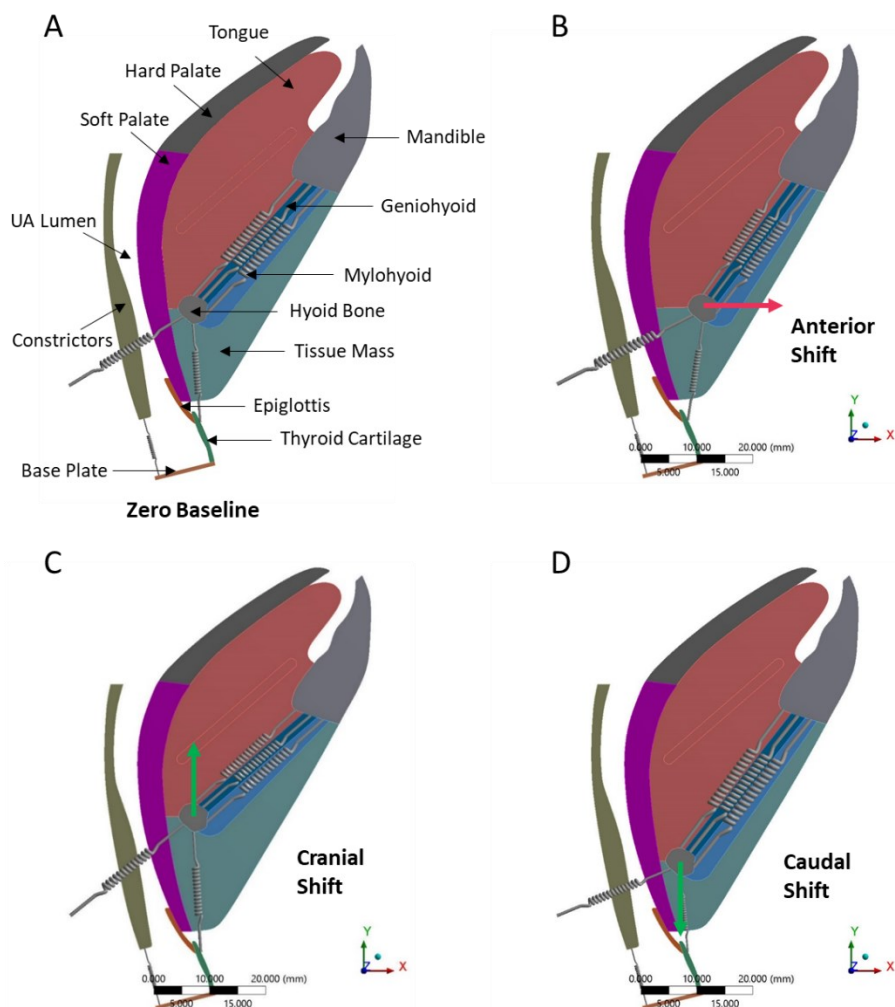 A
Tongue
Hard Palate
Soft Palate
Mandible
Geniohyoid
UA Lumen
Mylohyoid
Hyoid Bone
Constrictors
Tissue Mass
Epiglottis
Thyroid Cartilage
Base Plate
Zero Baseline
B
Anterior
Shift
Y
Z
X
0.000
10.000
20.000 (mm)
5.000
15.000
C
Cranial
Shift
Y
Z
X
0.000
10.000
20.000 (mm)
5.000
15.000
D
Caudal
Shift
Y
Z
X
0.000
10.000
20.000 (mm)
5.000
15.000